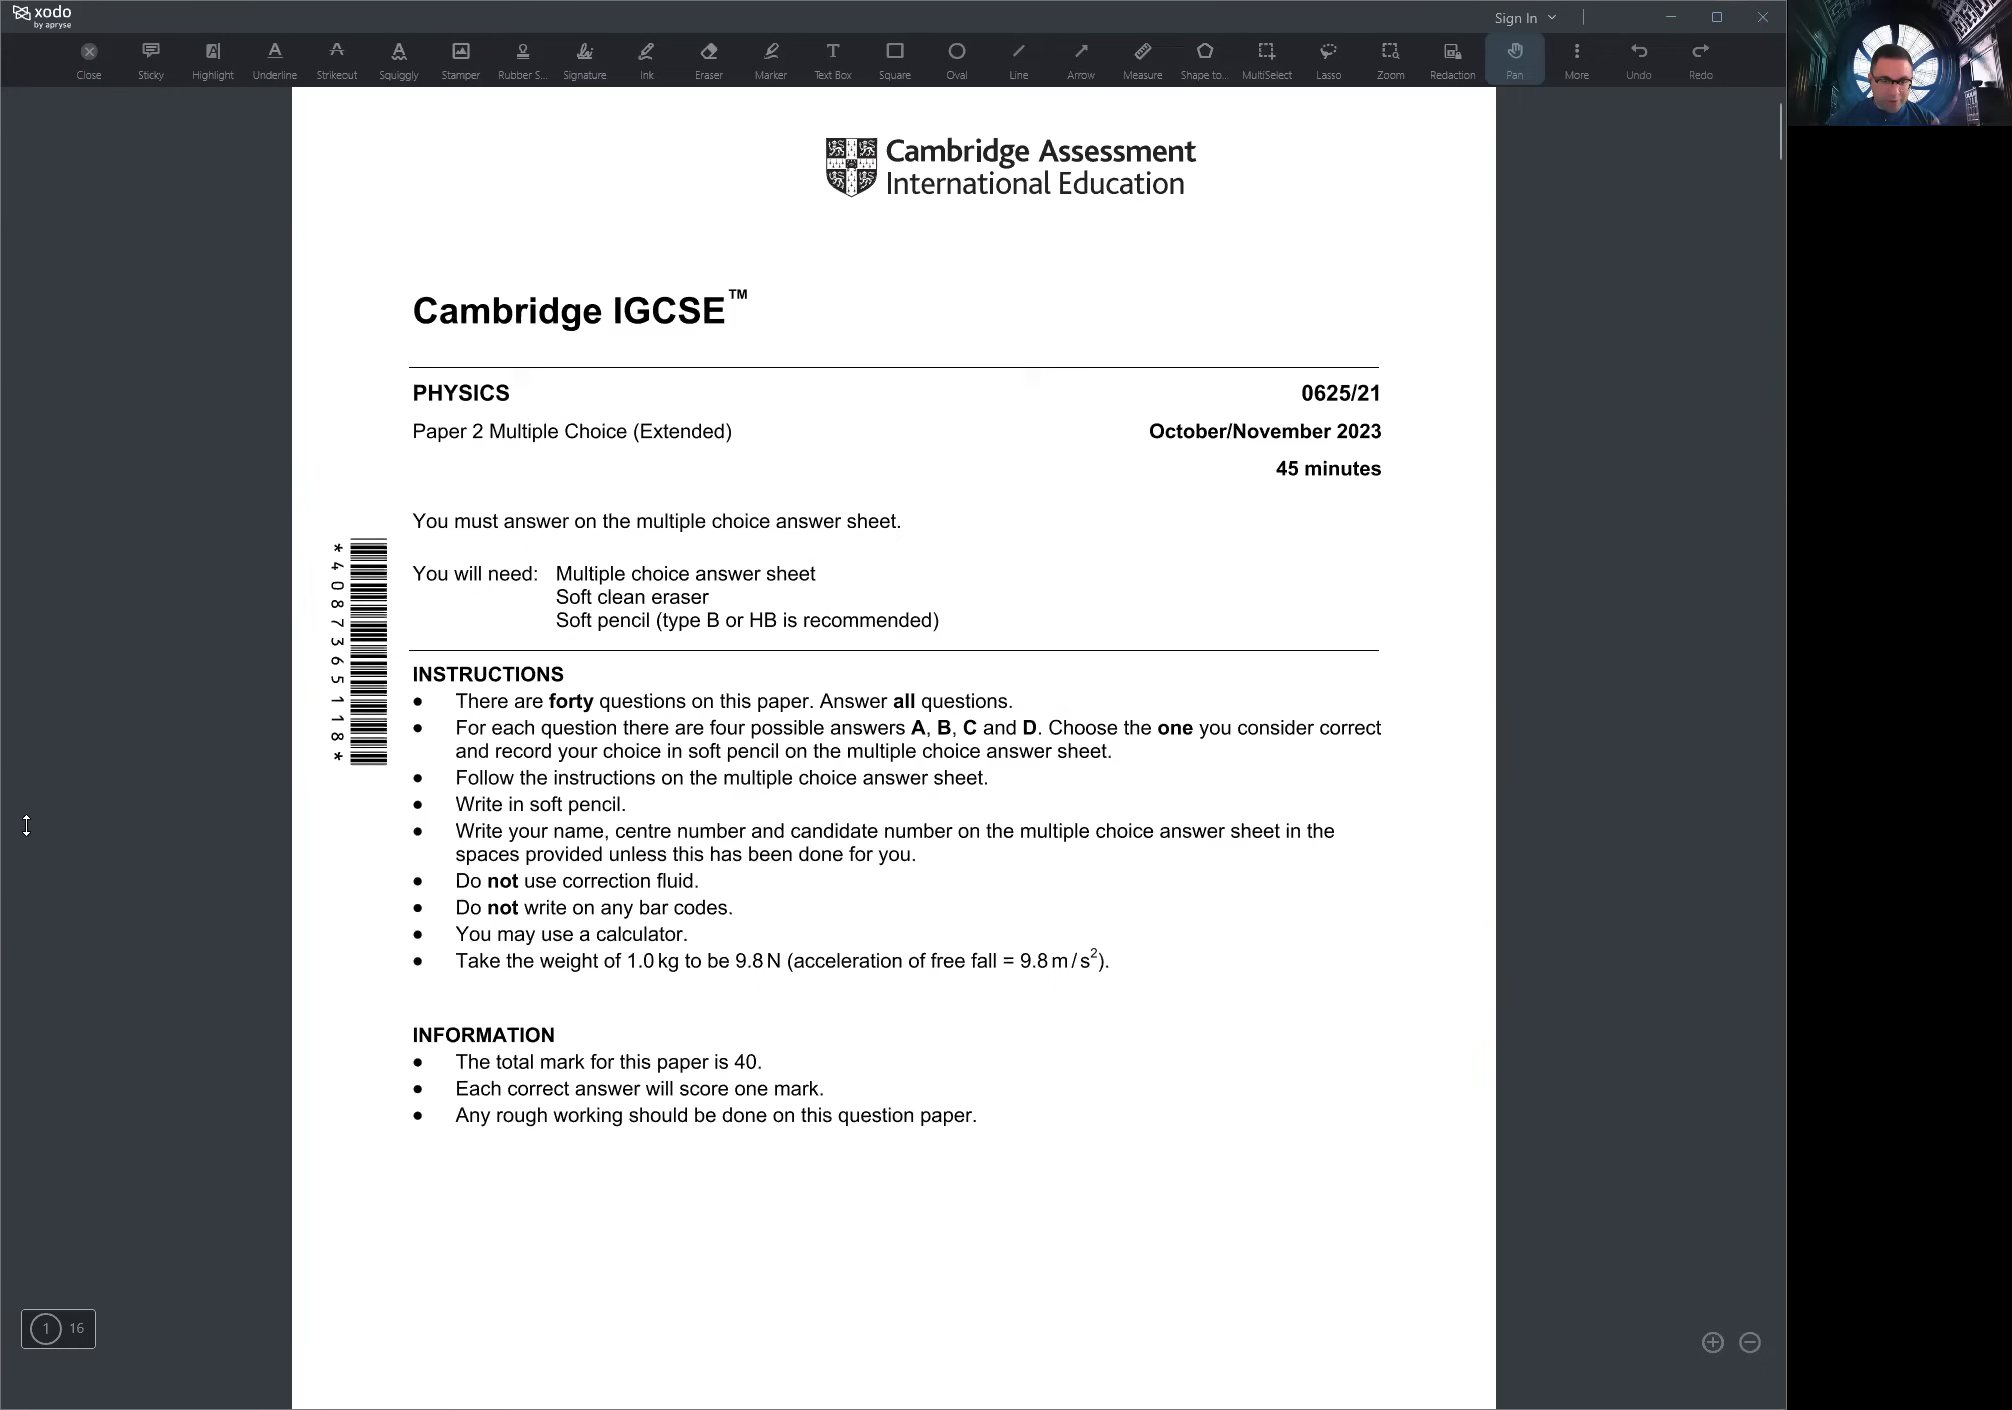 xodo
by apryse
Sign In
Close
Sticky
Highlight
Underline
Strikeout
Squiggly
Stamper
Rubber S...
Signature
Ink
Eraser
Marker
Text Box
Square
Oval
Line
Arrow
Measure
Shape to...
MultiSelect
Lasso
Zoom
Redaction
Pan
More
Undo
Redo
Cambridge Assessment
International Education
Cambridge IGCSE™
PHYSICS 0625/21
Paper 2 Multiple Choice (Extended) October/November 2023
45 minutes
You must answer on the multiple choice answer sheet.
You will need: Multiple choice answer sheet
Soft clean eraser
Soft pencil (type B or HB is recommended)
*4087365118*
INSTRUCTIONS
● There are forty questions on this paper. Answer all questions.
● For each question there are four possible answers A, B, C and D. Choose the one you consider correct
and record your choice in soft pencil on the multiple choice answer sheet.
● Follow the instructions on the multiple choice answer sheet.
● Write in soft pencil.
● Write your name, centre number and candidate number on the multiple choice answer sheet in the
spaces provided unless this has been done for you.
● Do not use correction fluid.
● Do not write on any bar codes.
● You may use a calculator.
● Take the weight of 1.0 kg to be 9.8 N (acceleration of free fall = 9.8 m/s²).
INFORMATION
● The total mark for this paper is 40.
● Each correct answer will score one mark.
● Any rough working should be done on this question paper.
1 16